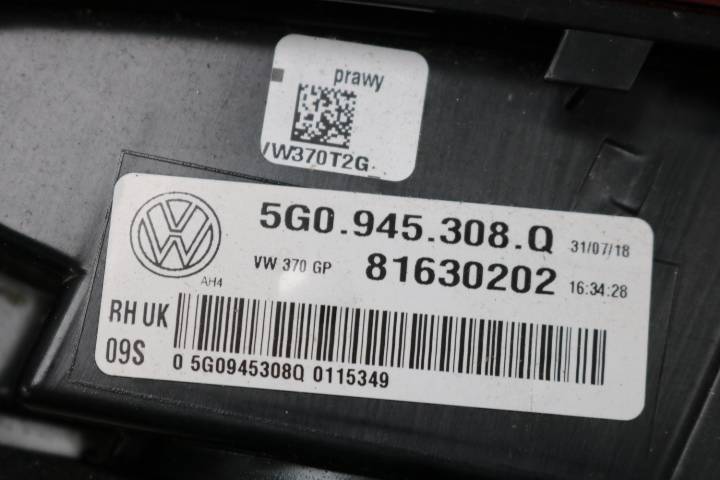 prawy
VW370T2G
5G0.945.308.Q 31/07/18
VW 370 GP 81630202 16:34:28
AH4
RH UK
09S
0 5G0945308Q 0115349